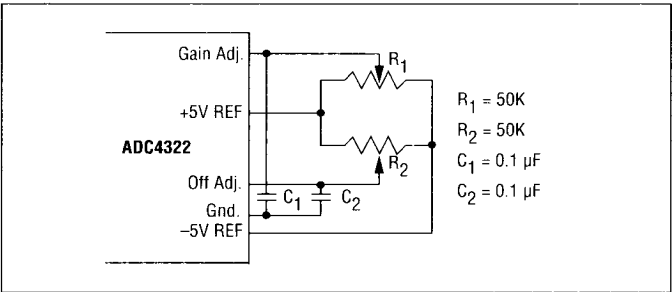 Gain Adj.
R1
+5V REF
R1 = 50K
R2 = 50K
ADC4322
C1 = 0.1 µF
R2
C2 = 0.1 µF
Off Adj.
C1
C2
Gnd.
–5V REF